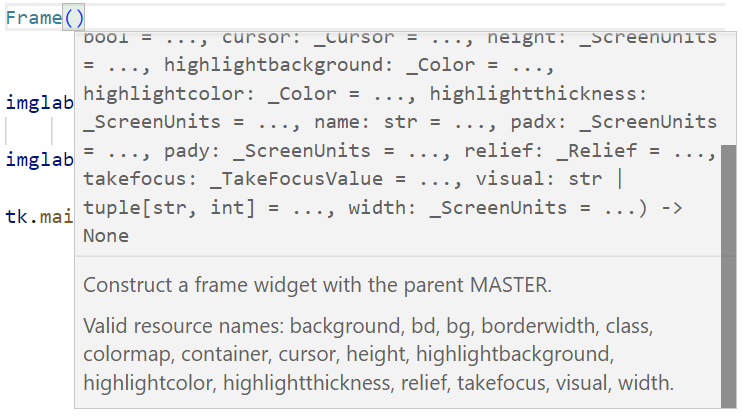 Frame()
bool = ..., cursor: _Cursor = ..., height: _ScreenUnits
= ..., highlightbackground: _Color = ...,
highlightcolor: _Color = ..., highlightthickness:
imglab
_ScreenUnits = ..., name: str = ..., padx: _ScreenUnits
= ..., pady: _ScreenUnits = ..., relief: _Relief = ...,
imglab
takefocus: _TakeFocusValue = ..., visual: str |
tuple[str, int] = ..., width: _ScreenUnits = ...) ->
tk.mai
None
Construct a frame widget with the parent MASTER.
Valid resource names: background, bd, bg, borderwidth, class,
colormap, container, cursor, height, highlightbackground,
highlightcolor, highlightthickness, relief, takefocus, visual, width.